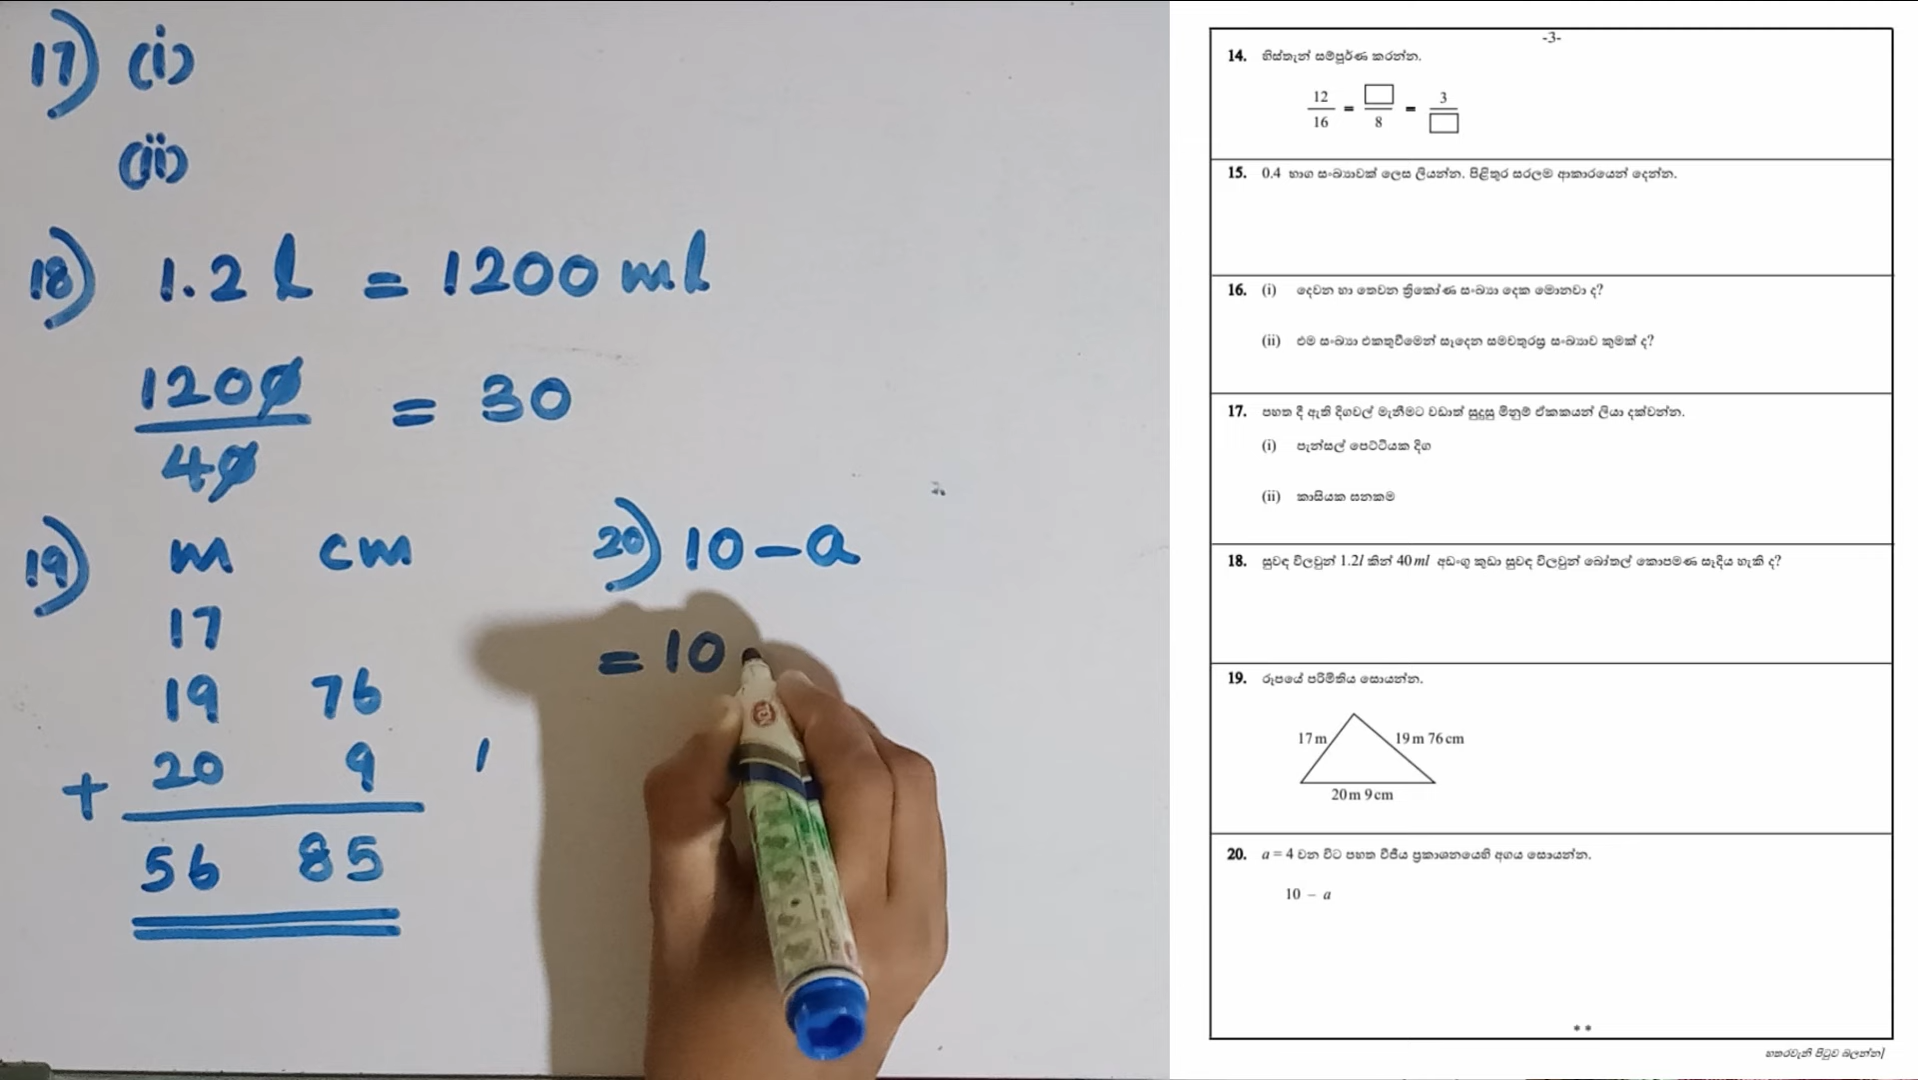 17) (i)
(ii)
18) 1.2 l = 1200 ml
1200
40
= 30
19) m cm
17
19 76
+ 20 9
56 85
20) 10 – a
= 10
-3-
14. හිස්තැන් සම්පූර්ණ කරන්න.
12 = □ = 3
16 8 □
15. 0.4 භාග සංඛ්‍යාවක් ලෙස ලියන්න. පිළිතුර සරලම ආකාරයෙන් දෙන්න.
16. (i) දෙවන හා තෙවන ත්‍රිකෝණ සංඛ්‍යා දෙක මොනවා ද?
(ii) එම සංඛ්‍යා එකතුවීමෙන් සෑදෙන සමචතුරස්‍ර සංඛ්‍යාව කුමක් ද?
17. පහත දී ඇති දිගවල් මැනීමට වඩාත් සුදුසු මිනුම් ඒකකයන් ලියා දක්වන්න.
(i) පැන්සල් පෙට්ටියක දිග
(ii) කාසියක ඝනකම
18. සුවඳ විලවුන් 1.2l කින් 40 ml අඩංගු කුඩා සුවඳ විලවුන් බෝතල් කොපමණ සෑදිය හැකි ද?
19. රූපයේ පරිමිතිය සොයන්න.
17 m 19 m 76 cm
20 m 9 cm
20. a = 4 වන විට පහත වීජීය ප්‍රකාශනයෙහි අගය සොයන්න.
10 – a
* *
හතරවැනි පිටුව බලන්න]